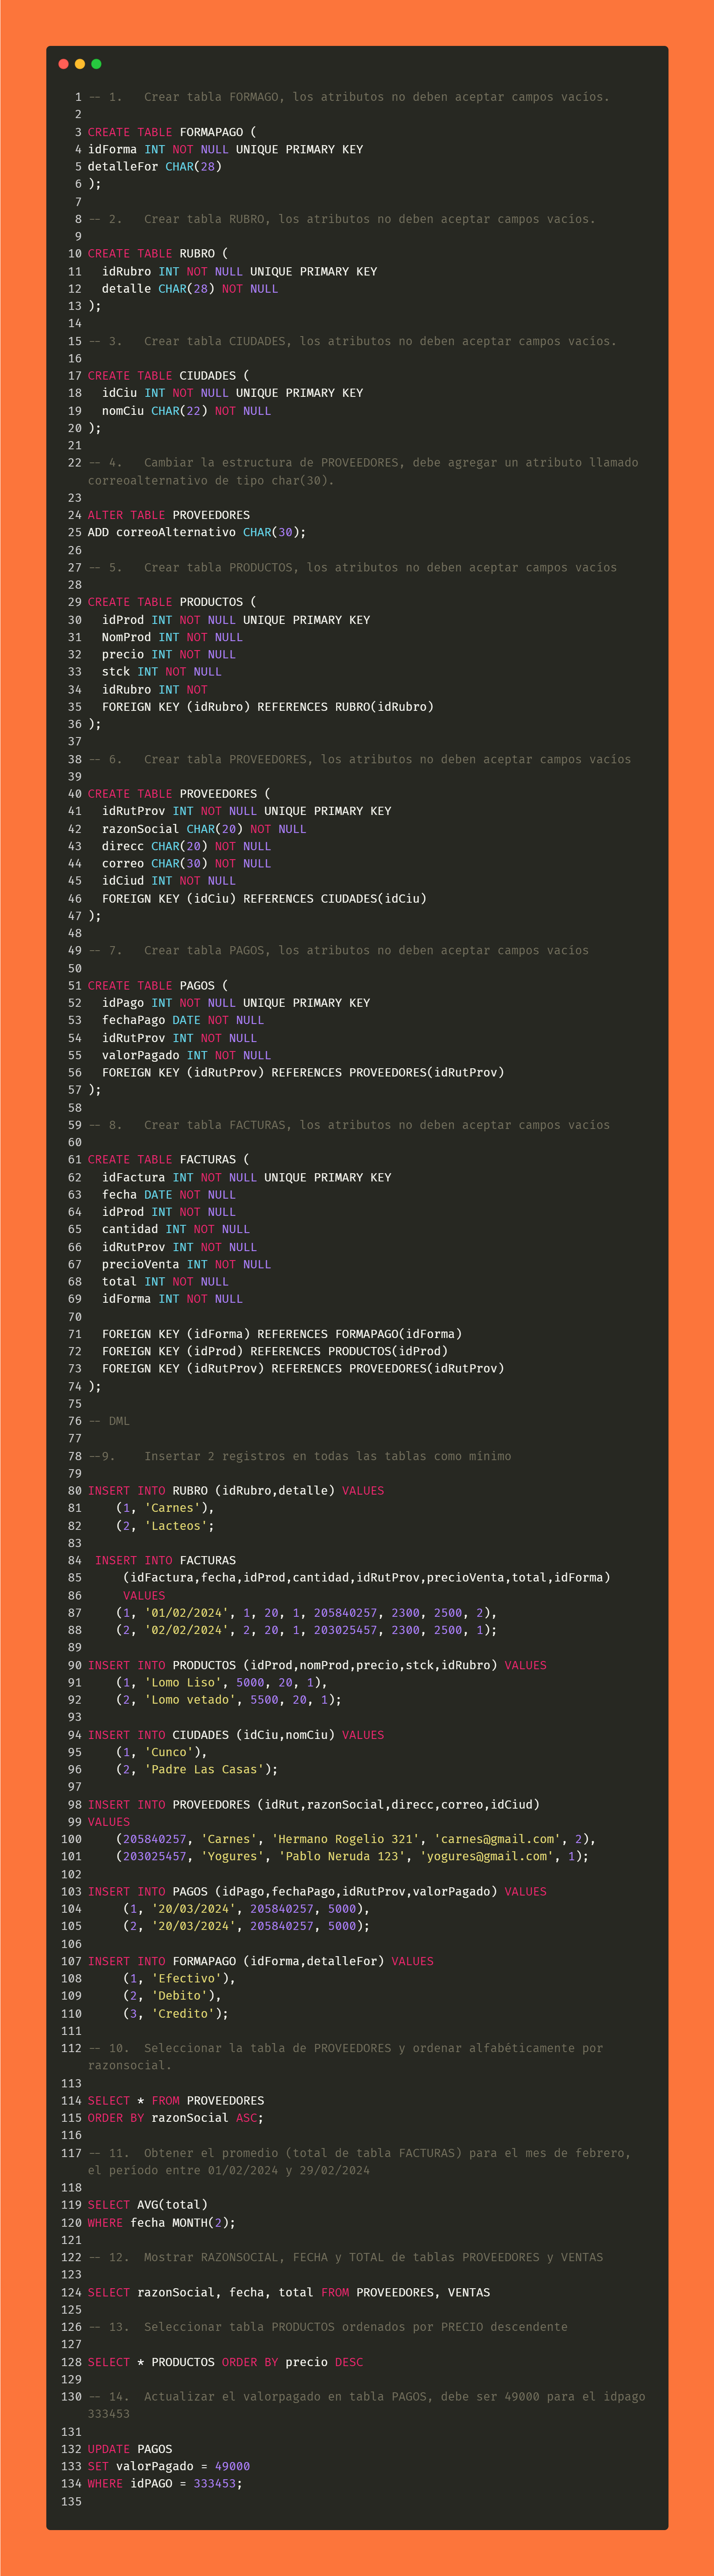 1 -- 1.   Crear tabla FORMAGO, los atributos no deben aceptar campos vacíos.
2
3 CREATE TABLE FORMAPAGO (
4 idForma INT NOT NULL UNIQUE PRIMARY KEY
5 detalleFor CHAR(28)
6 );
7
8 -- 2.   Crear tabla RUBRO, los atributos no deben aceptar campos vacíos.
9
10 CREATE TABLE RUBRO (
11   idRubro INT NOT NULL UNIQUE PRIMARY KEY
12   detalle CHAR(28) NOT NULL
13 );
14
15 -- 3.   Crear tabla CIUDADES, los atributos no deben aceptar campos vacíos.
16
17 CREATE TABLE CIUDADES (
18   idCiu INT NOT NULL UNIQUE PRIMARY KEY
19   nomCiu CHAR(22) NOT NULL
20 );
21
22 -- 4.   Cambiar la estructura de PROVEEDORES, debe agregar un atributo llamado
correoalternativo de tipo char(30).
23
24 ALTER TABLE PROVEEDORES
25 ADD correoAlternativo CHAR(30);
26
27 -- 5.   Crear tabla PRODUCTOS, los atributos no deben aceptar campos vacíos
28
29 CREATE TABLE PRODUCTOS (
30   idProd INT NOT NULL UNIQUE PRIMARY KEY
31   NomProd INT NOT NULL
32   precio INT NOT NULL
33   stck INT NOT NULL
34   idRubro INT NOT
35   FOREIGN KEY (idRubro) REFERENCES RUBRO(idRubro)
36 );
37
38 -- 6.   Crear tabla PROVEEDORES, los atributos no deben aceptar campos vacíos
39
40 CREATE TABLE PROVEEDORES (
41   idRutProv INT NOT NULL UNIQUE PRIMARY KEY
42   razonSocial CHAR(20) NOT NULL
43   direcc CHAR(20) NOT NULL
44   correo CHAR(30) NOT NULL
45   idCiud INT NOT NULL
46   FOREIGN KEY (idCiu) REFERENCES CIUDADES(idCiu)
47 );
48
49 -- 7.   Crear tabla PAGOS, los atributos no deben aceptar campos vacíos
50
51 CREATE TABLE PAGOS (
52   idPago INT NOT NULL UNIQUE PRIMARY KEY
53   fechaPago DATE NOT NULL
54   idRutProv INT NOT NULL
55   valorPagado INT NOT NULL
56   FOREIGN KEY (idRutProv) REFERENCES PROVEEDORES(idRutProv)
57 );
58
59 -- 8.   Crear tabla FACTURAS, los atributos no deben aceptar campos vacíos
60
61 CREATE TABLE FACTURAS (
62   idFactura INT NOT NULL UNIQUE PRIMARY KEY
63   fecha DATE NOT NULL
64   idProd INT NOT NULL
65   cantidad INT NOT NULL
66   idRutProv INT NOT NULL
67   precioVenta INT NOT NULL
68   total INT NOT NULL
69   idForma INT NOT NULL
70
71   FOREIGN KEY (idForma) REFERENCES FORMAPAGO(idForma)
72   FOREIGN KEY (idProd) REFERENCES PRODUCTOS(idProd)
73   FOREIGN KEY (idRutProv) REFERENCES PROVEEDORES(idRutProv)
74 );
75
76 -- DML
77
78 --9.    Insertar 2 registros en todas las tablas como mínimo
79
80 INSERT INTO RUBRO (idRubro,detalle) VALUES
81     (1, 'Carnes'),
82     (2, 'Lacteos';
83
84  INSERT INTO FACTURAS
85      (idFactura,fecha,idProd,cantidad,idRutProv,precioVenta,total,idForma)
86      VALUES
87     (1, '01/02/2024', 1, 20, 1, 205840257, 2300, 2500, 2),
88     (2, '02/02/2024', 2, 20, 1, 203025457, 2300, 2500, 1);
89
90 INSERT INTO PRODUCTOS (idProd,nomProd,precio,stck,idRubro) VALUES
91     (1, 'Lomo Liso', 5000, 20, 1),
92     (2, 'Lomo vetado', 5500, 20, 1);
93
94 INSERT INTO CIUDADES (idCiu,nomCiu) VALUES
95     (1, 'Cunco'),
96     (2, 'Padre Las Casas');
97
98 INSERT INTO PROVEEDORES (idRut,razonSocial,direcc,correo,idCiud)
99 VALUES
100     (205840257, 'Carnes', 'Hermano Rogelio 321', 'carnes@gmail.com', 2),
101     (203025457, 'Yogures', 'Pablo Neruda 123', 'yogures@gmail.com', 1);
102
103 INSERT INTO PAGOS (idPago,fechaPago,idRutProv,valorPagado) VALUES
104      (1, '20/03/2024', 205840257, 5000),
105      (2, '20/03/2024', 205840257, 5000);
106
107 INSERT INTO FORMAPAGO (idForma,detalleFor) VALUES
108      (1, 'Efectivo'),
109      (2, 'Debito'),
110      (3, 'Credito');
111
112 -- 10.  Seleccionar la tabla de PROVEEDORES y ordenar alfabéticamente por
razonsocial.
113
114 SELECT * FROM PROVEEDORES
115 ORDER BY razonSocial ASC;
116
117 -- 11.  Obtener el promedio (total de tabla FACTURAS) para el mes de febrero,
el período entre 01/02/2024 y 29/02/2024
118
119 SELECT AVG(total)
120 WHERE fecha MONTH(2);
121
122 -- 12.  Mostrar RAZONSOCIAL, FECHA y TOTAL de tablas PROVEEDORES y VENTAS
123
124 SELECT razonSocial, fecha, total FROM PROVEEDORES, VENTAS
125
126 -- 13.  Seleccionar tabla PRODUCTOS ordenados por PRECIO descendente
127
128 SELECT * PRODUCTOS ORDER BY precio DESC
129
130 -- 14.  Actualizar el valorpagado en tabla PAGOS, debe ser 49000 para el idpago
333453
131
132 UPDATE PAGOS
133 SET valorPagado = 49000
134 WHERE idPAGO = 333453;
135